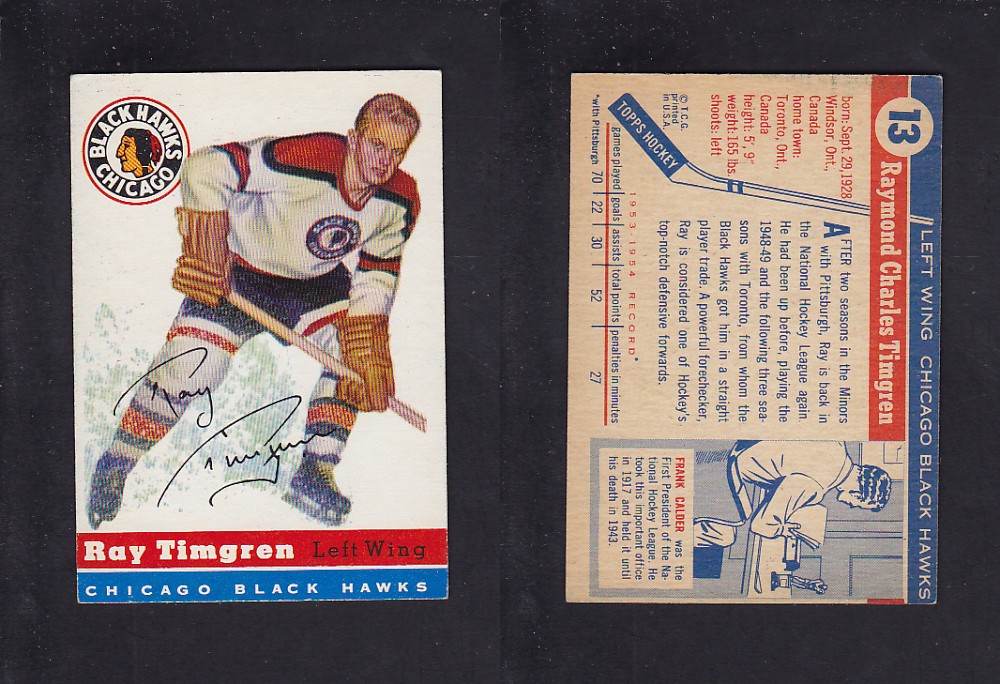 BLACK HAWKS
CHICAGO
Ray
Timgren
Ray Timgren Left Wing
CHICAGO BLACK HAWKS
LEFT WING CHICAGO BLACK HAWKS
13
Raymond Charles Timgren
born: Sept. 29, 1928
Windsor, Ont.,
Canada
home town:
Toronto, Ont.,
Canada
height: 5' 9"
weight: 165 lbs.
shoots: left
© T.C.G.
printed
in U.S.A.
TOPPS HOCKEY
AFTER two seasons in the Minors
with Pittsburgh, Ray is back in
the National Hockey League again.
He had been up before, playing the
1948-49 and the following three sea-
sons with Toronto, from whom the
Black Hawks got him in a straight
player trade. A powerful forechecker,
Ray is considered one of Hockey's
top-notch defensive forwards.
1953-1954 RECORD*
games played goals assists total points penalties in minutes
*with Pittsburgh 70 22 30 52 27
FRANK CALDER was the
First President of the Na-
tional Hockey League. He
took this important office
in 1917 and held it until
his death in 1943.